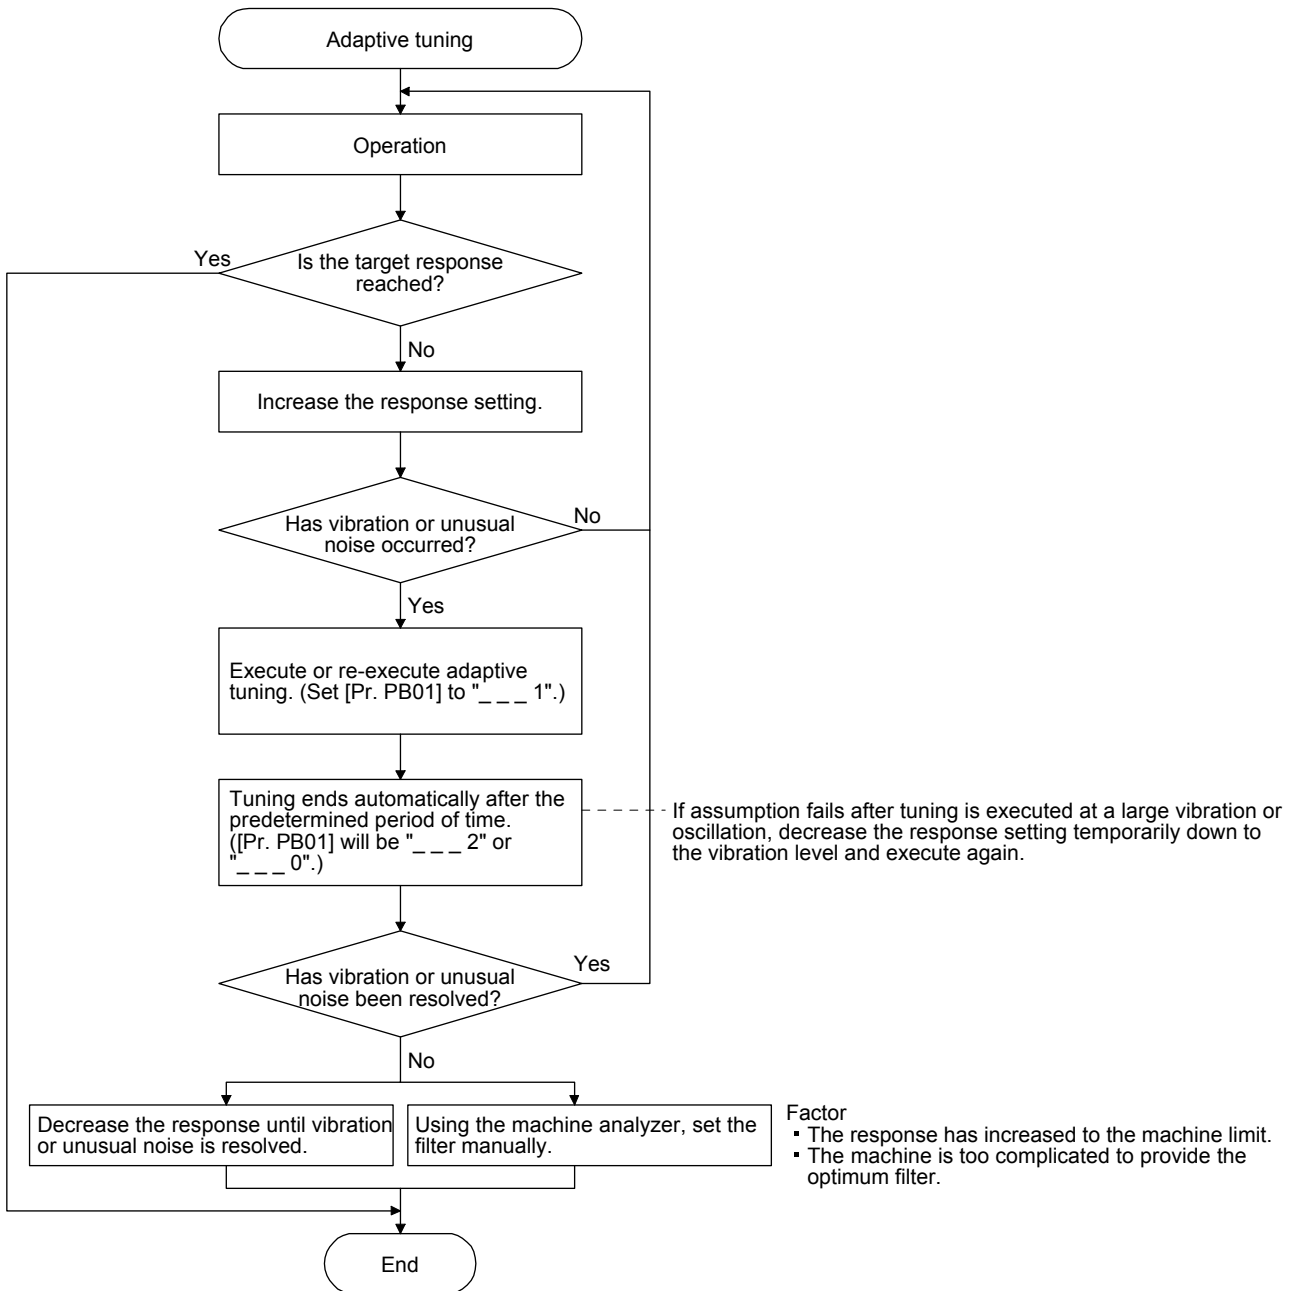 Adaptive tuning
Operation
Yes
Is the target response
reached?
No
Increase the response setting.
Has vibration or unusual
noise occurred?
No
Yes
Execute or re-execute adaptive
tuning. (Set [Pr. PB01] to "_ _ _ 1".)
Tuning ends automatically after the
predetermined period of time.
([Pr. PB01] will be "_ _ _ 2" or
"_ _ _ 0".)
If assumption fails after tuning is executed at a large vibration or
oscillation, decrease the response setting temporarily down to
the vibration level and execute again.
Has vibration or unusual
noise been resolved?
Yes
No
Decrease the response until vibration
or unusual noise is resolved.
Using the machine analyzer, set the
filter manually.
Factor
▪ The response has increased to the machine limit.
▪ The machine is too complicated to provide the
optimum filter.
End